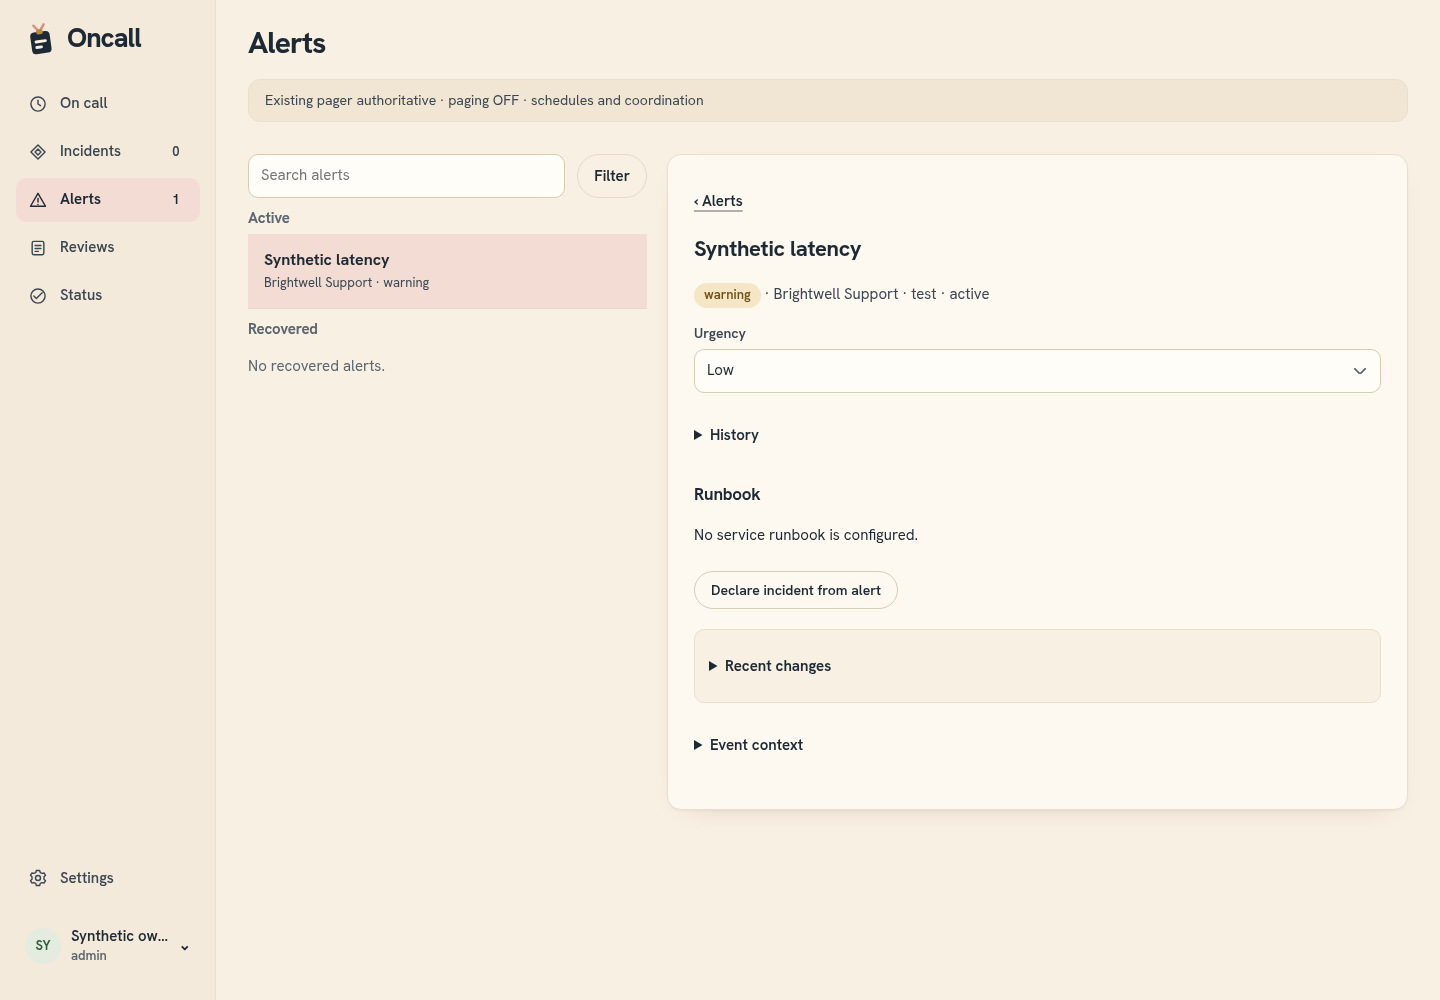 Oncall
On call
Incidents 0
Alerts 1
Reviews
Status
Settings
SY
Synthetic ow...
admin
Alerts
Existing pager authoritative · paging OFF · schedules and coordination
Search alerts
Filter
Active
Synthetic latency
Brightwell Support · warning
Recovered
No recovered alerts.
‹ Alerts
Synthetic latency
warning · Brightwell Support · test · active
Urgency
Low
History
Runbook
No service runbook is configured.
Declare incident from alert
Recent changes
Event context